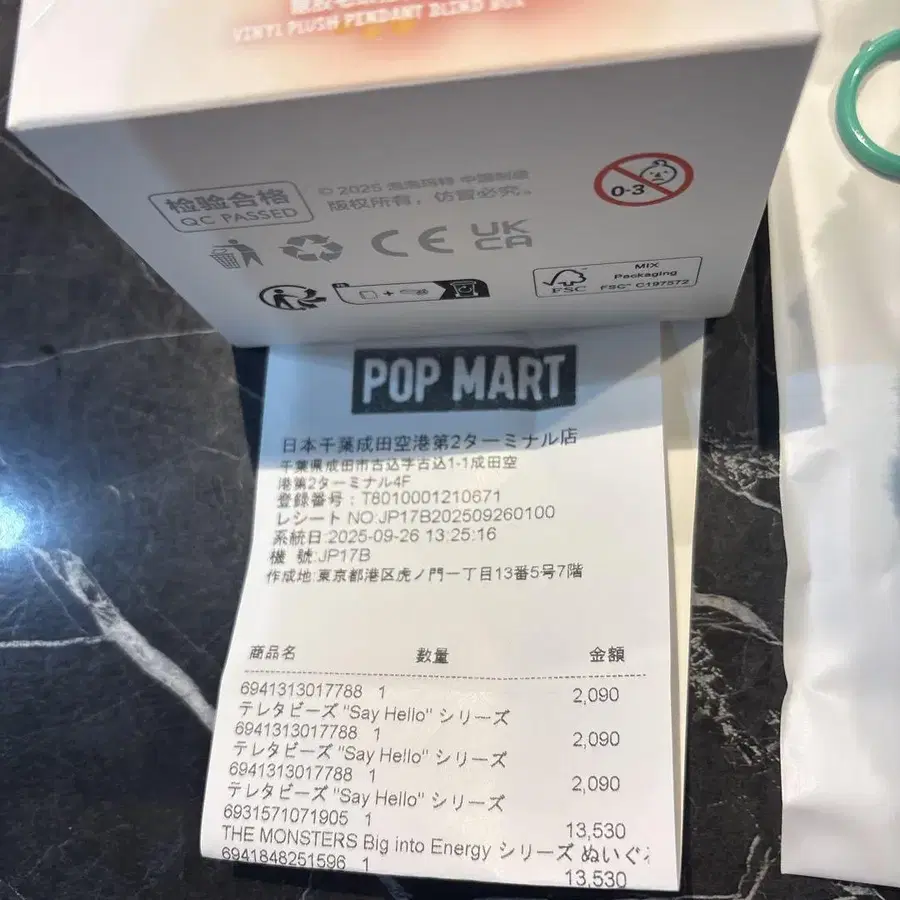 VINYL PLUSH PENDANT BLIND BOX
检验合格
QC PASSED
© 2025 泡泡玛特 中国制造
版权所有，仿冒必究。
0-3
CE
UK
CA
FSC
MIX
Packaging
FSC® C197572
POP MART
日本千葉成田空港第2ターミナル店
千葉県成田市古込字古込1-1成田空
港第2ターミナル4F
登録番号：T8010001210671
レシート NO:JP17B202509260100
系統日:2025-09-26 13:25:16
機 號:JP17B
作成地:東京都港区虎ノ門一丁目13番5号7階
商品名 数量 金額
6941313017788 1 2,090
テレタビーズ "Say Hello" シリーズ
6941313017788 1 2,090
テレタビーズ "Say Hello" シリーズ
6941313017788 1 2,090
テレタビーズ "Say Hello" シリーズ
6931571071905 1 13,530
THE MONSTERS Big into Energy シリーズ ぬいぐ
6941848251596 1 13,530